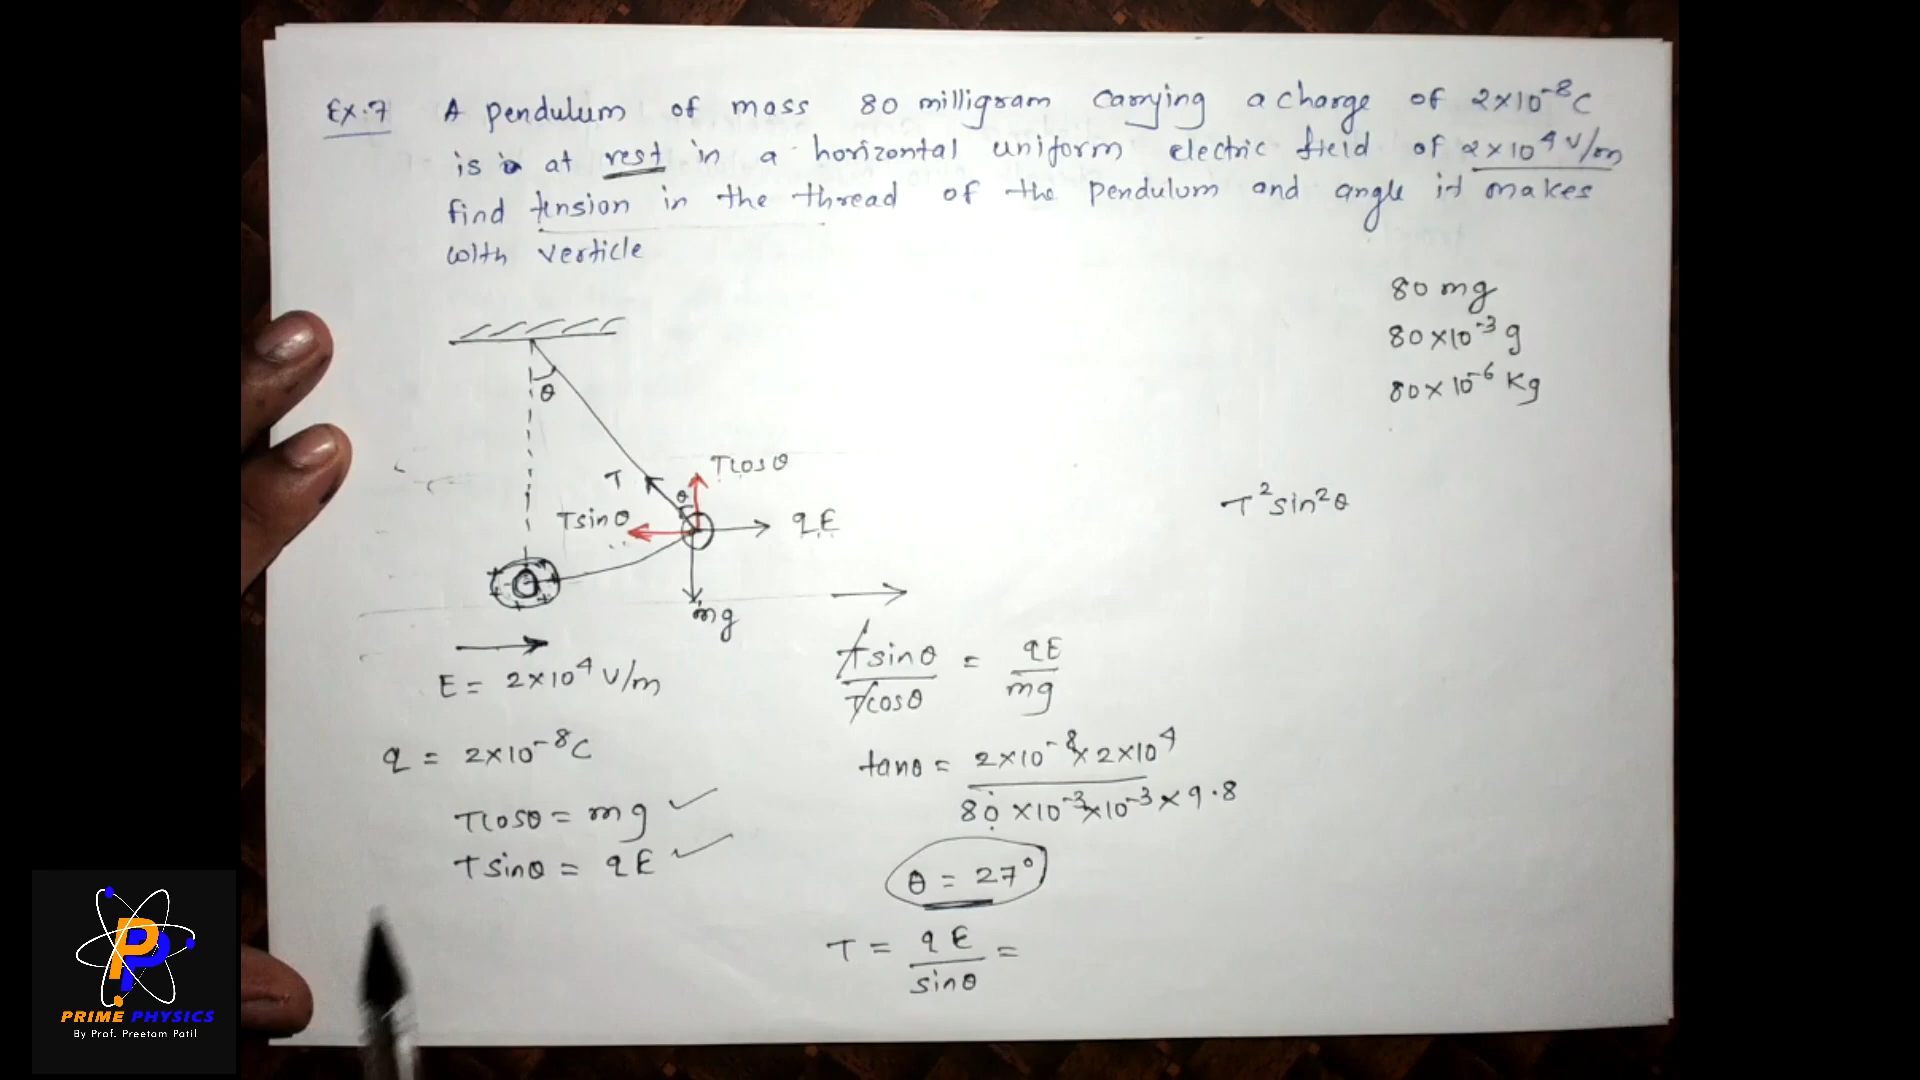 Ex.7 A pendulum of mass 80 milligram carrying a charge of 2×10⁻⁸C
is at rest in a horizontal uniform electric field of 2×10⁴ V/m
find tension in the thread of the pendulum and angle it makes
with verticle
80 mg
80×10⁻³ g
80×10⁻⁶ Kg
θ
T
θ
Tcosθ
Tsinθ
qE
mg
T²sin²θ
E = 2×10⁴ V/m
q = 2×10⁻⁸C
Tcosθ = mg ✓
Tsinθ = qE ✓
Tsinθ / Tcosθ = qE / mg
tanθ = 2×10⁻⁸×2×10⁴ / 80×10⁻³×10⁻³×9.8
θ = 27°
T = qE / sinθ =
PP
PRIME PHYSICS
By Prof. Preetam Patil